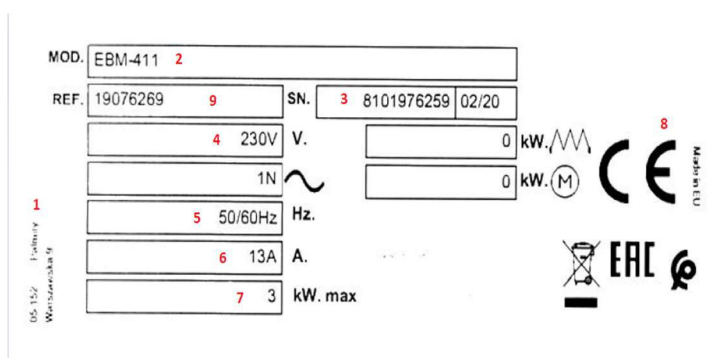 MOD. EBM-411 2
REF. 19076269 9 SN. 3 8101976259 02/20
4 230V V. 0 kW.
1N 0 kW. M
5 50/60Hz Hz.
6 13A A.
7 3 kW. max
8
CE
Made in EU
EAC
1
05-152
Warszawska 9